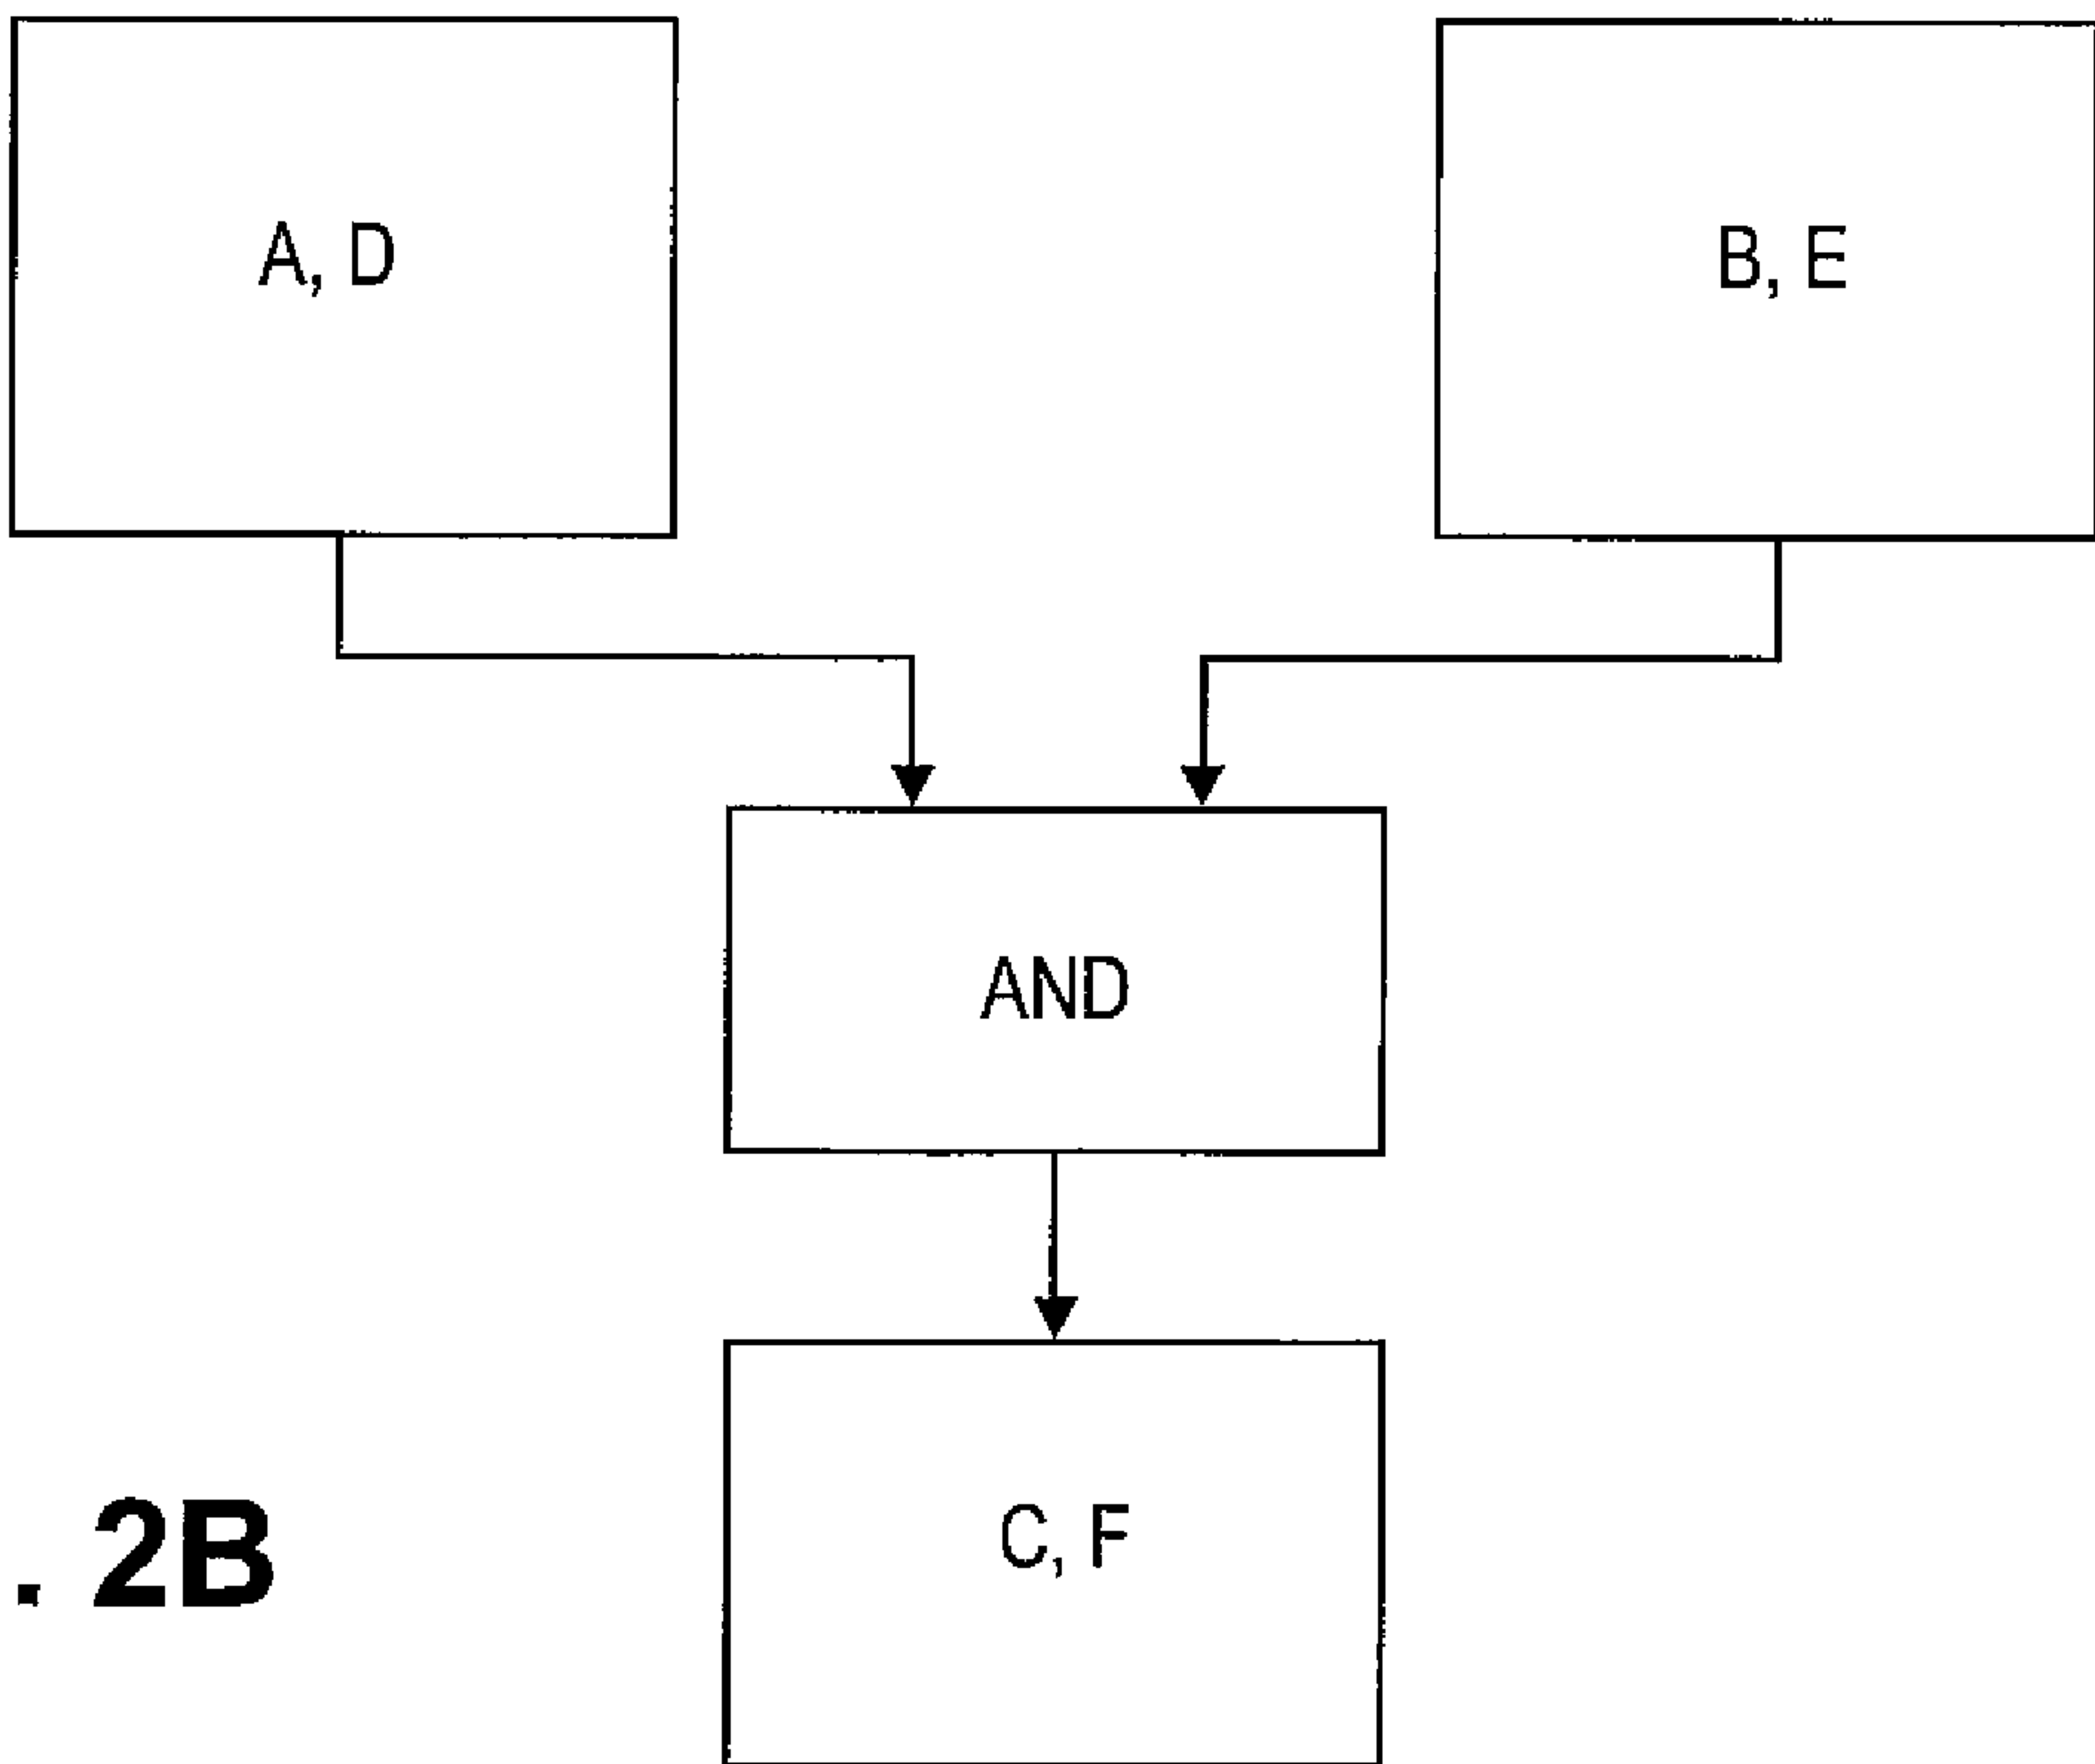 A, D
B, E
AND
C, F
. 2B